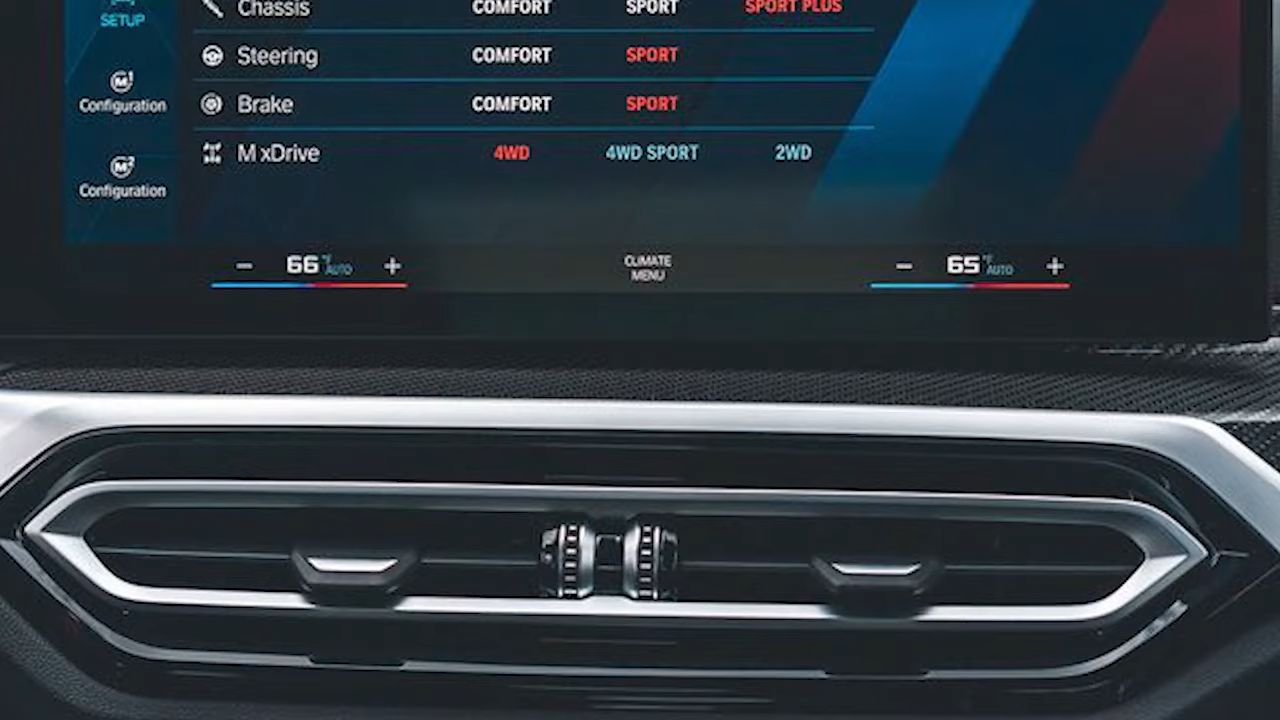 Chassis COMFORT SPORT SPORT PLUS
SETUP
Steering COMFORT SPORT
M1
Configuration
Brake COMFORT SPORT
M xDrive 4WD 4WD SPORT 2WD
M2
Configuration
− 66 °F AUTO +
CLIMATE
MENU
− 65 °F AUTO +